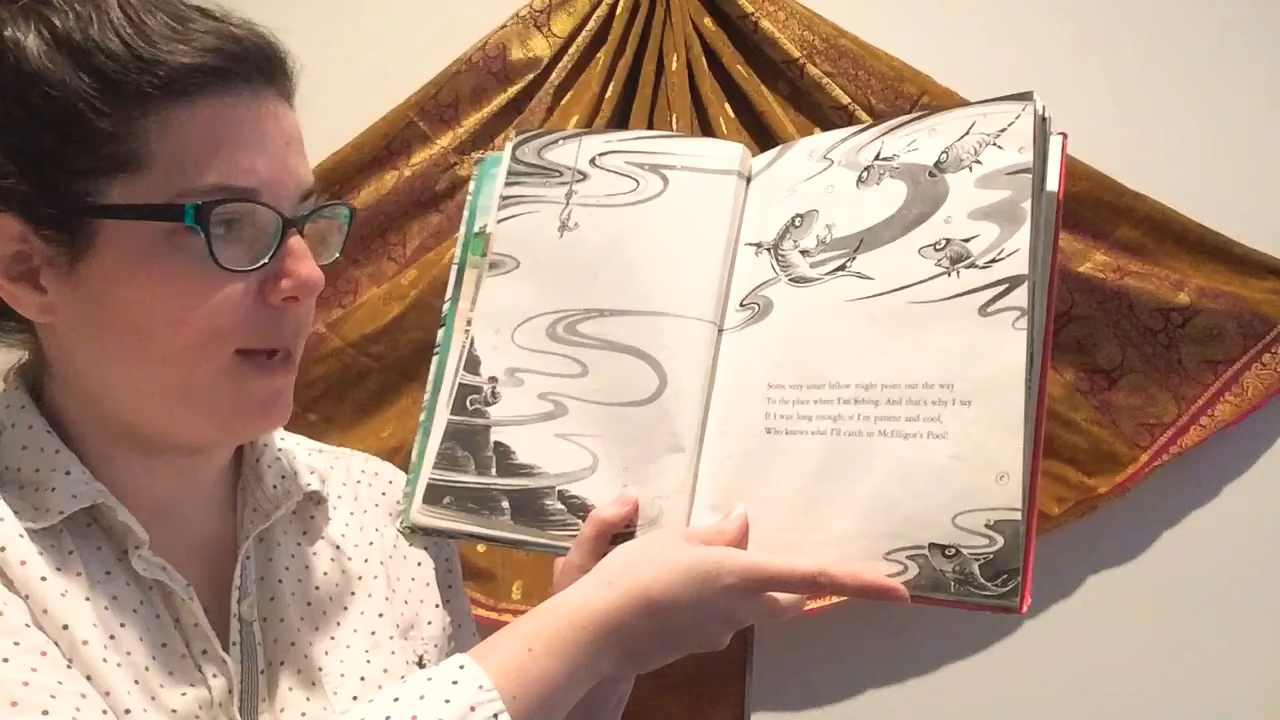 Some very smart fellow might point out the way
To the place where I'm fishing. And that's why I say
If I wait long enough; if I'm patient and cool,
Who knows what I'll catch in McElligot's Pool!